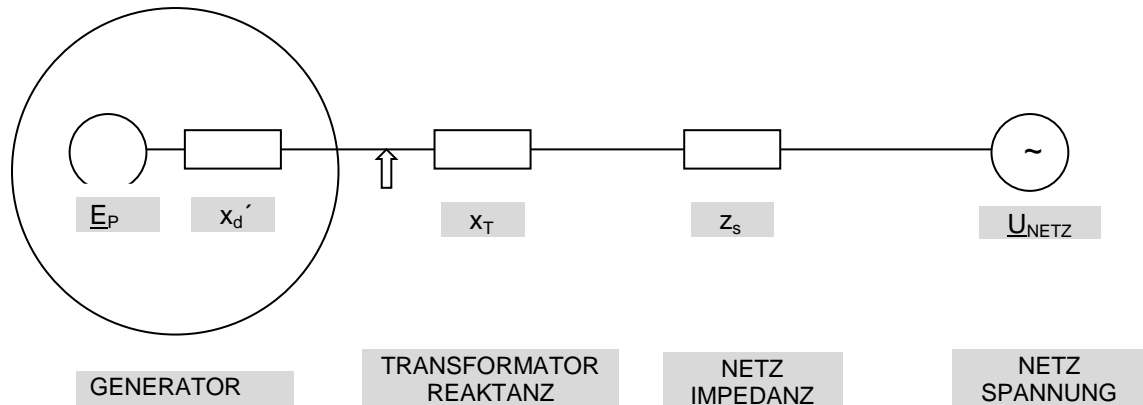 ~
E_P x_d´ x_T z_s U_NETZ
GENERATOR
TRANSFORMATOR
REAKTANZ
NETZ
IMPEDANZ
NETZ
SPANNUNG